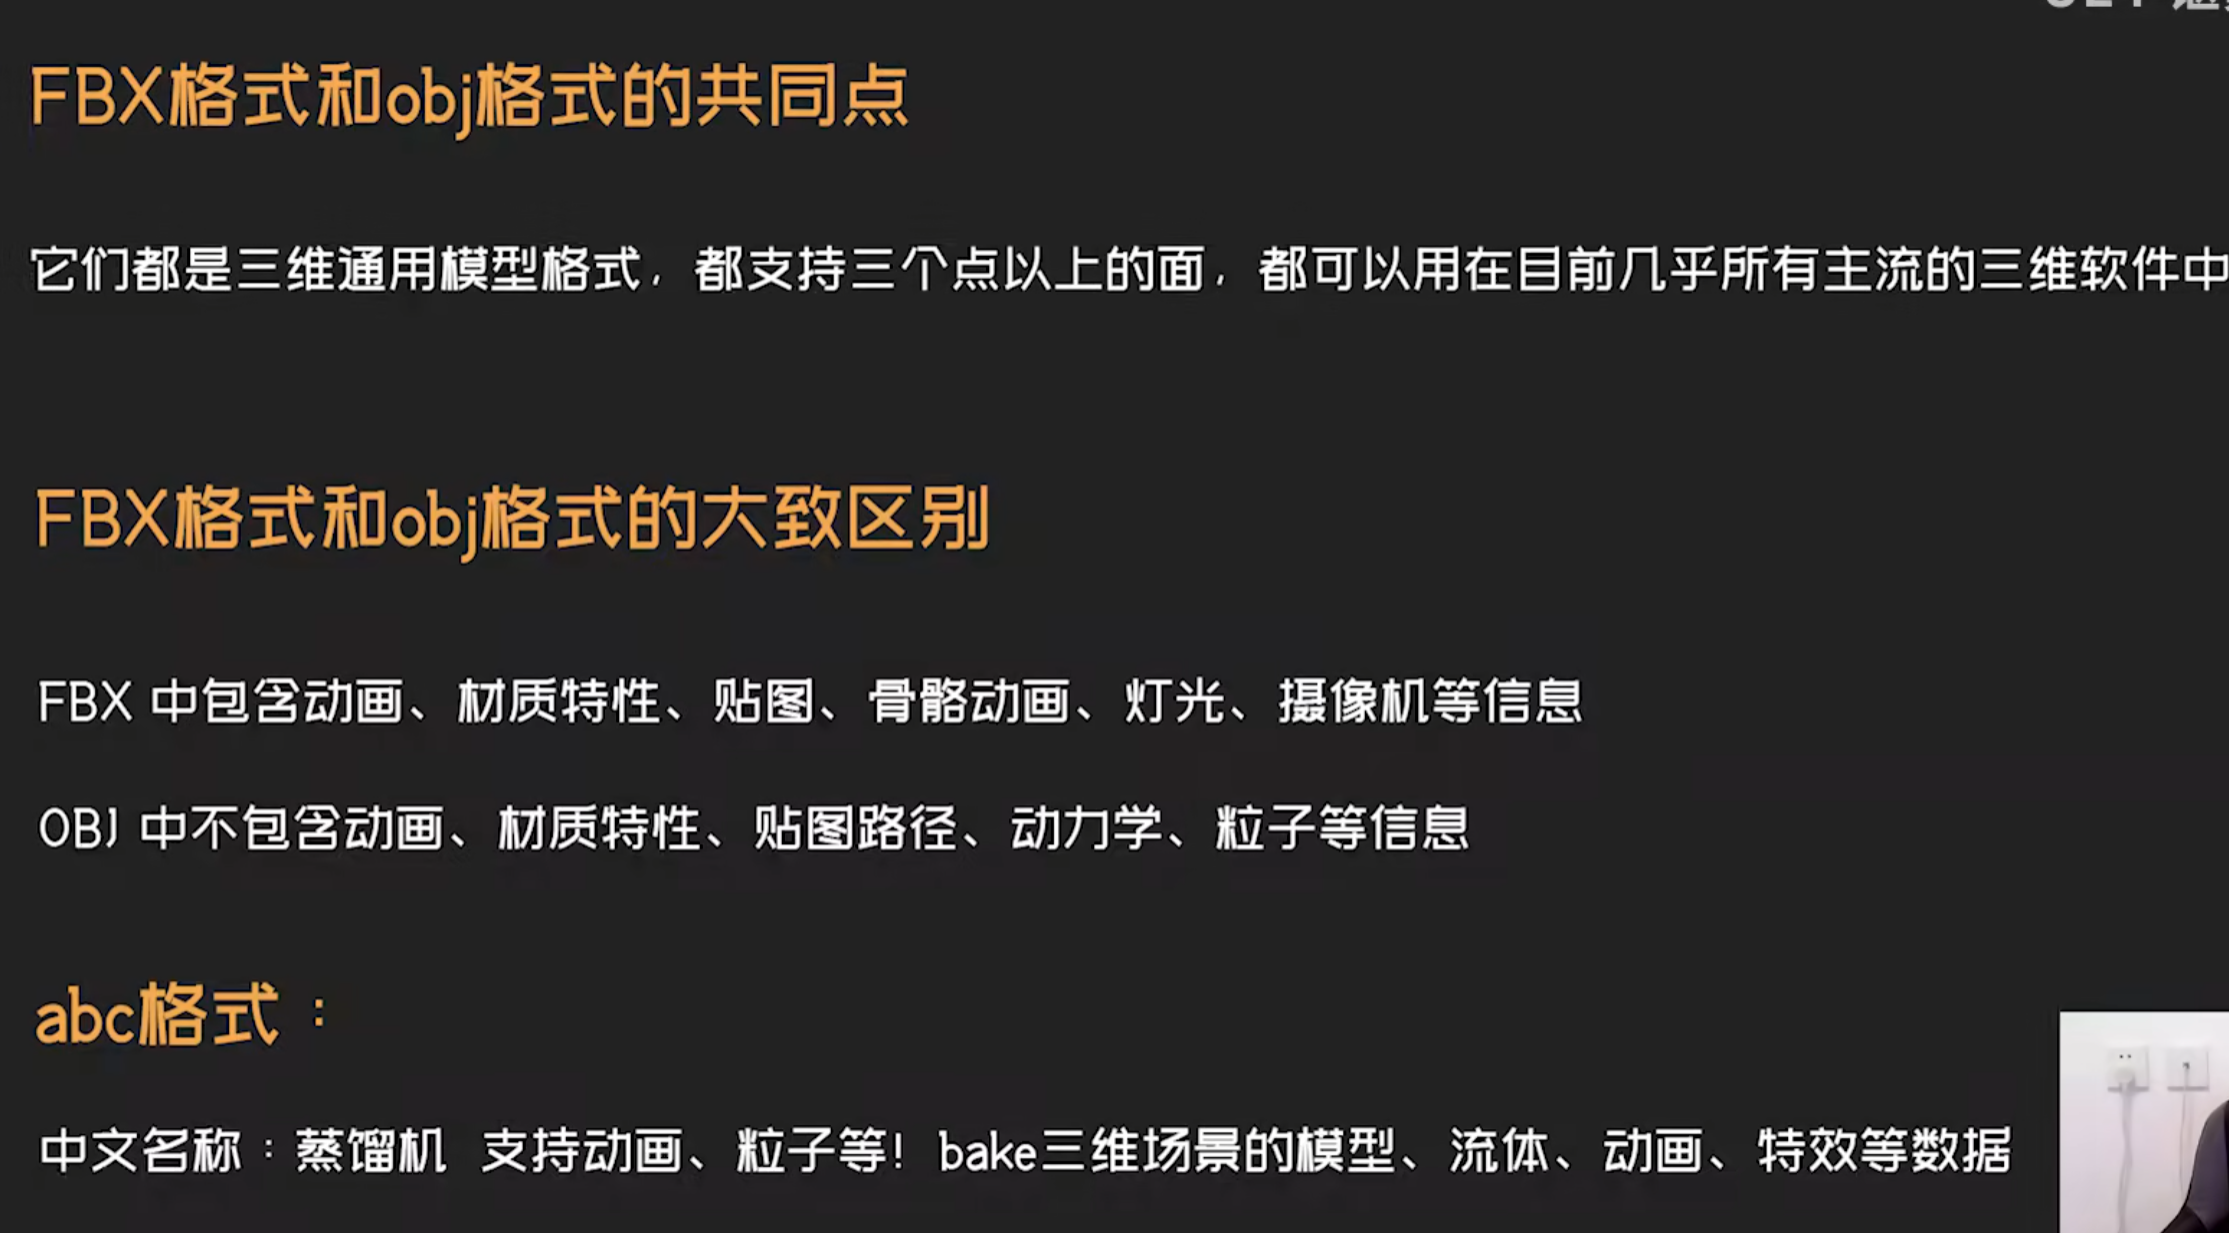 FBX格式和obj格式的共同点
它们都是三维通用模型格式，都支持三个点以上的面，都可以用在目前几乎所有主流的三维软件中
FBX格式和obj格式的大致区别
FBX 中包含动画、材质特性、贴图、骨骼动画、灯光、摄像机等信息
OBJ 中不包含动画、材质特性、贴图路径、动力学、粒子等信息
abc格式：
中文名称：蒸馏机 支持动画、粒子等！bake三维场景的模型、流体、动画、特效等数据